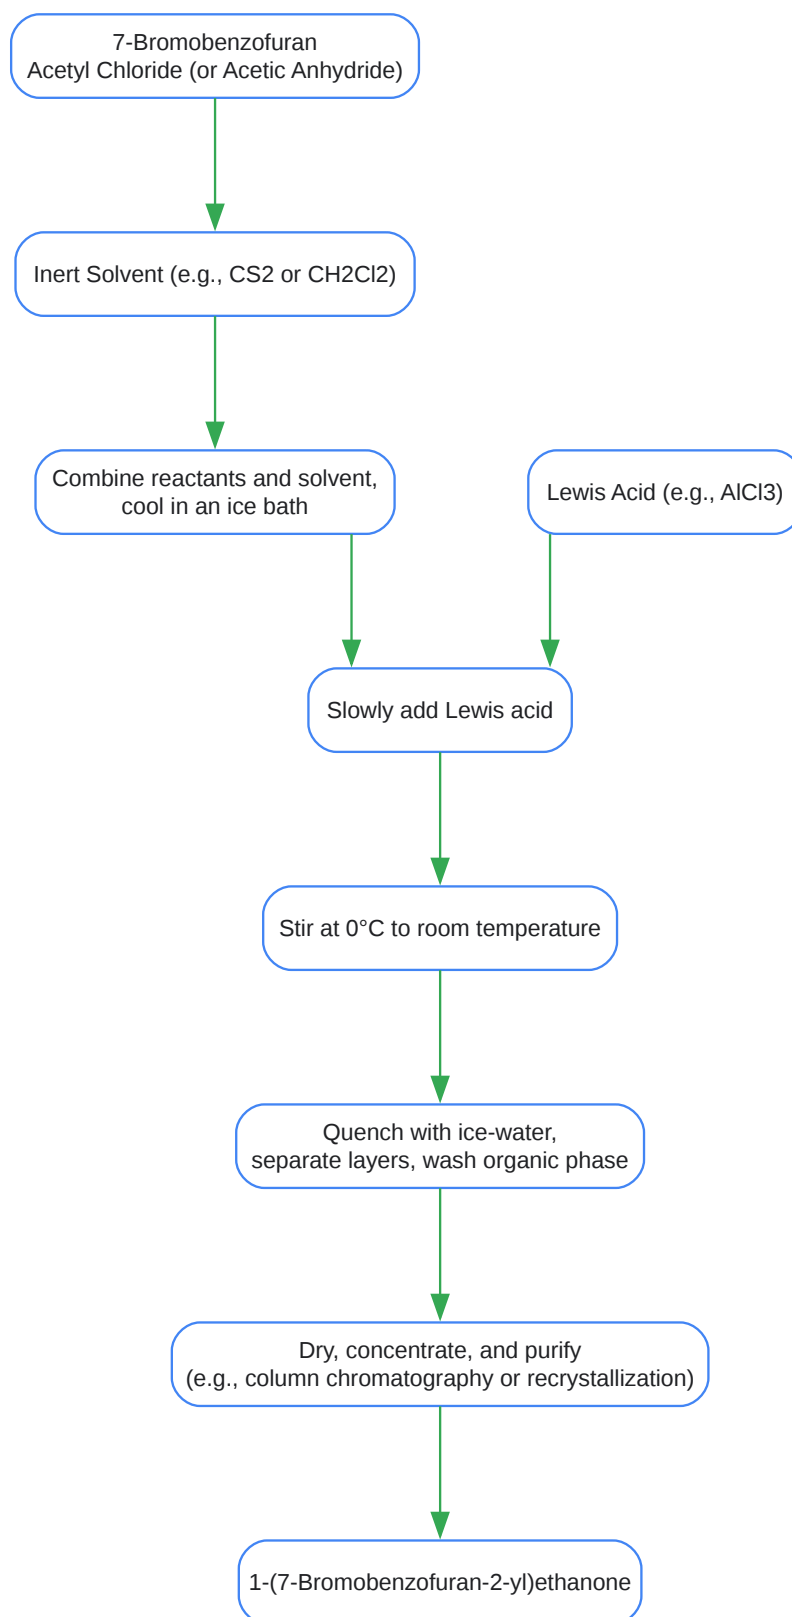 7-Bromobenzofuran
Acetyl Chloride (or Acetic Anhydride)
Inert Solvent (e.g., CS2 or CH2Cl2)
Combine reactants and solvent,
cool in an ice bath
Lewis Acid (e.g., AlCl3)
Slowly add Lewis acid
Stir at 0°C to room temperature
Quench with ice-water,
separate layers, wash organic phase
Dry, concentrate, and purify
(e.g., column chromatography or recrystallization)
1-(7-Bromobenzofuran-2-yl)ethanone